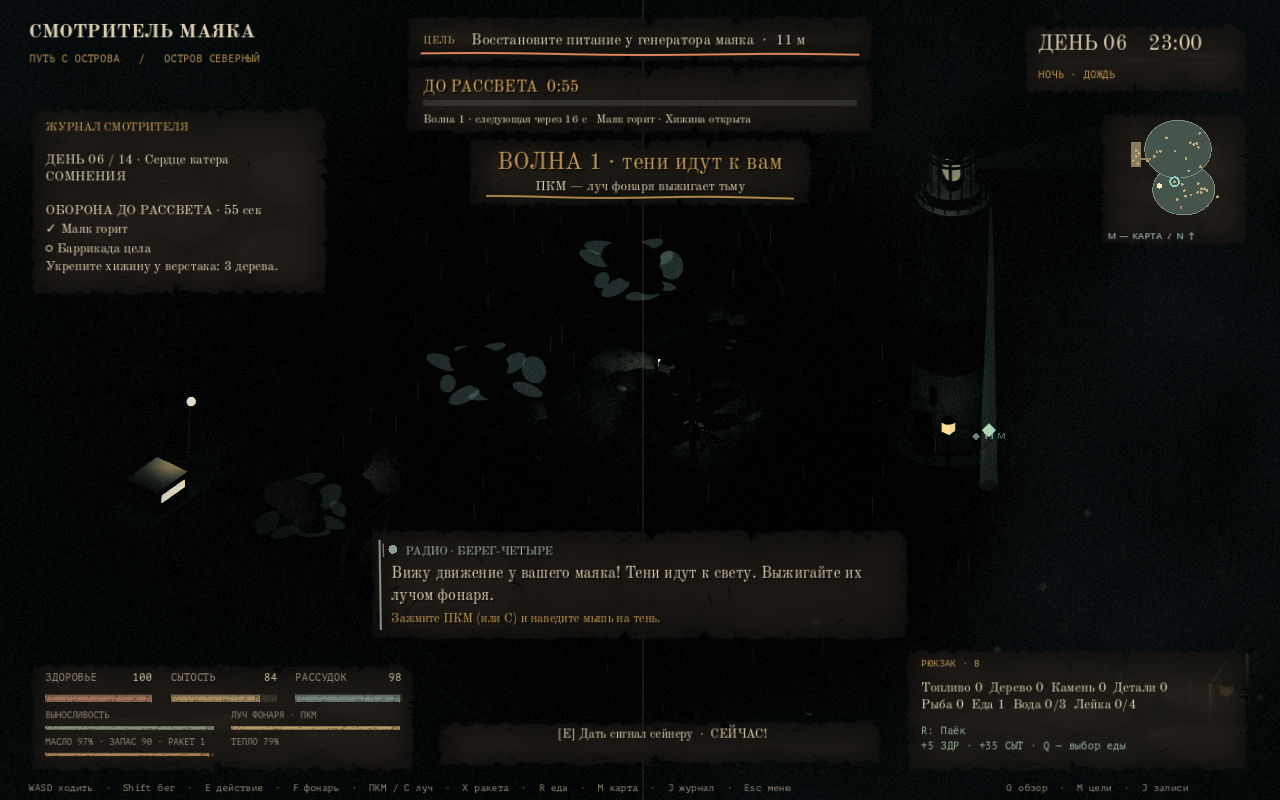 СМОТРИТЕЛЬ МАЯКА
ПУТЬ С ОСТРОВА / ОСТРОВ СЕВЕРНЫЙ
ЦЕЛЬ Восстановите питание у генератора маяка · 11 м
ДО РАССВЕТА 0:55
Волна 1 · следующая через 16 с Маяк горит · Хижина открыта
ВОЛНА 1 · тени идут к вам
ПКМ — луч фонаря выжигает тьму
ДЕНЬ 06 23:00
НОЧЬ · ДОЖДЬ
М — КАРТА / N ↑
ЖУРНАЛ СМОТРИТЕЛЯ
ДЕНЬ 06 / 14 · Сердце катера
СОМНЕНИЯ
ОБОРОНА ДО РАССВЕТА · 55 сек
✓ Маяк горит
○ Баррикада цела
Укрепите хижину у верстака: 3 дерева.
РАДИО · БЕРЕГ-ЧЕТЫРЕ
Вижу движение у вашего маяка! Тени идут к свету. Выжигайте их
лучом фонаря.
Зажмите ПКМ (или C) и наведите мышь на тень.
ЗДОРОВЬЕ 100 СЫТОСТЬ 84 РАССУДОК 98
ВЫНОСЛИВОСТЬ ЛУЧ ФОНАРЯ · ПКМ
МАСЛО 97% · ЗАПАС 90 · РАКЕТ 1 ТЕПЛО 79%
[E] Дать сигнал сейнеру · СЕЙЧАС!
РЮКЗАК · B
Топливо 0 Дерево 0 Камень 0 Детали 0
Рыба 0 Еда 1 Вода 0/3 Лейка 0/4
R: Паёк
+5 ЗДР · +35 СЫТ · Q — выбор еды
WASD ходить · Shift бег · E действие · F фонарь · ПКМ / C луч · X ракета · R еда · M карта · J журнал · Esc меню
O обзор · M цели · J записи